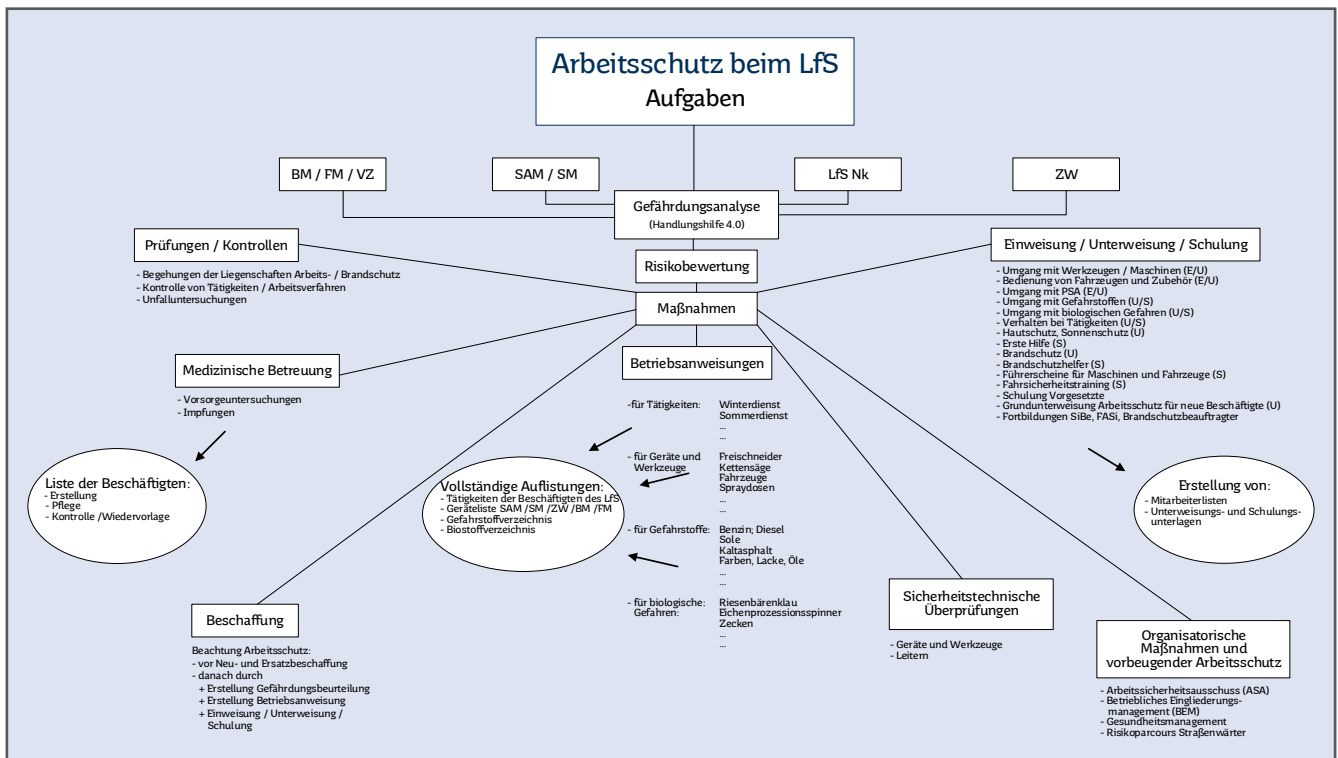 Arbeitsschutz beim LfS
Aufgaben
BM / FM / VZ
SAM / SM
LfS Nk
ZW
Gefährdungsanalyse
(Handlungshilfe 4.0)
Risikobewertung
Maßnahmen
Prüfungen / Kontrollen
- Begehungen der Liegenschaften Arbeits- / Brandschutz
- Kontrolle von Tätigkeiten / Arbeitsverfahren
- Unfalluntersuchungen
Einweisung / Unterweisung / Schulung
- Umgang mit Werkzeugen / Maschinen (E/U)
- Bedienung von Fahrzeugen und Zubehör (E/U)
- Umgang mit PSA (E/U)
- Umgang mit Gefahrstoffen (U/S)
- Umgang mit biologischen Gefahren (U/S)
- Verhalten bei Tätigkeiten (U/S)
- Hautschutz, Sonnenschutz (U)
- Erste Hilfe (S)
- Brandschutz (U)
- Brandschutzhelfer (S)
- Führerscheine für Maschinen und Fahrzeuge (S)
- Fahrsicherheitstraining (S)
- Schulung Vorgesetzte
- Grundunterweisung Arbeitsschutz für neue Beschäftigte (U)
- Fortbildungen SiBe, FASi, Brandschutzbeauftragter
Medizinische Betreuung
- Vorsorgeuntersuchungen
- Impfungen
Liste der Beschäftigten:
- Erstellung
- Pflege
- Kontrolle /Wiedervorlage
Betriebsanweisungen
-für Tätigkeiten: Winterdienst
Sommerdienst
...
...
- für Geräte und Freischneider
Werkzeuge Kettensäge
Fahrzeuge
Spraydosen
...
...
- für Gefahrstoffe: Benzin; Diesel
Sole
Kaltasphalt
Farben, Lacke, Öle
...
...
- für biologische: Riesenbärenklau
Gefahren: Eichenprozessionsspinner
Zecken
...
...
Vollständige Auflistungen:
- Tätigkeiten der Beschäftigten des LfS
- Geräteliste SAM /SM /ZW /BM /FM
- Gefahrstoffverzeichnis
- Biostoffverzeichnis
Erstellung von:
- Mitarbeiterlisten
- Unterweisungs- und Schulungs-
unterlagen
Beschaffung
Beachtung Arbeitsschutz:
- vor Neu- und Ersatzbeschaffung
- danach durch
+ Erstellung Gefährdungsbeurteilung
+ Erstellung Betriebsanweisung
+ Einweisung / Unterweisung /
Schulung
Sicherheitstechnische
Überprüfungen
- Geräte und Werkzeuge
- Leitern
Organisatorische
Maßnahmen und
vorbeugender Arbeitsschutz
- Arbeitssicherheitsausschuss (ASA)
- Betriebliches Eingliederungs-
management (BEM)
- Gesundheitsmanagement
- Risikoparcours Straßenwärter